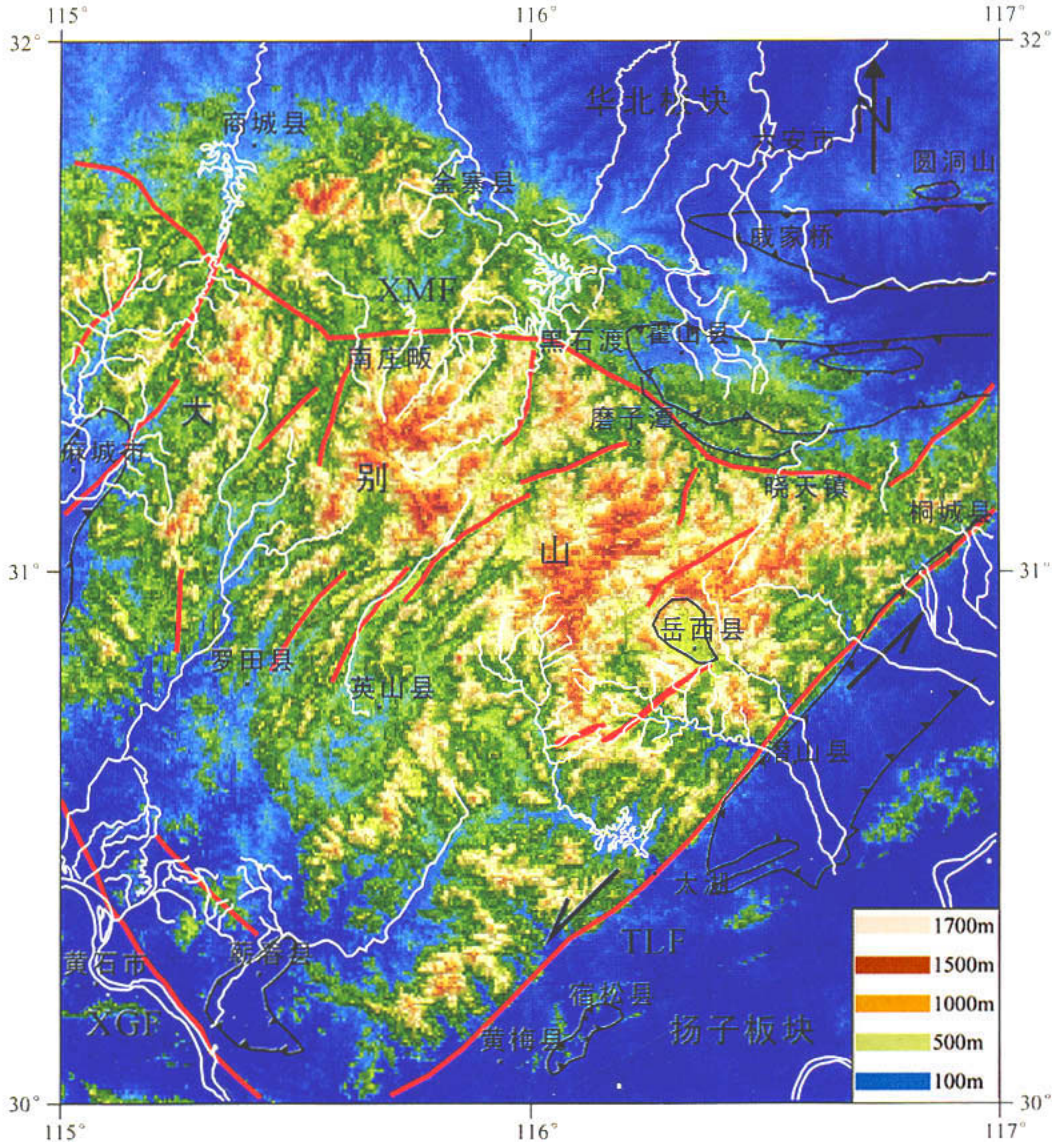 115°
116°
117°
32°
32°
华北板块
N
商城县
六安市
圆洞山
金寨县
戚家桥
XMF
黑石渡
霍山县
南庄畈
大
磨子潭
麻城市
别
晓天镇
桐城县
山
31°
31°
岳西县
罗田县
英山县
潜山县
太湖
1700m
TLF
蕲春县
1500m
黄石市
宿松县
1000m
XGF
黄梅县
扬子板块
500m
100m
30°
30°
115°
116°
117°